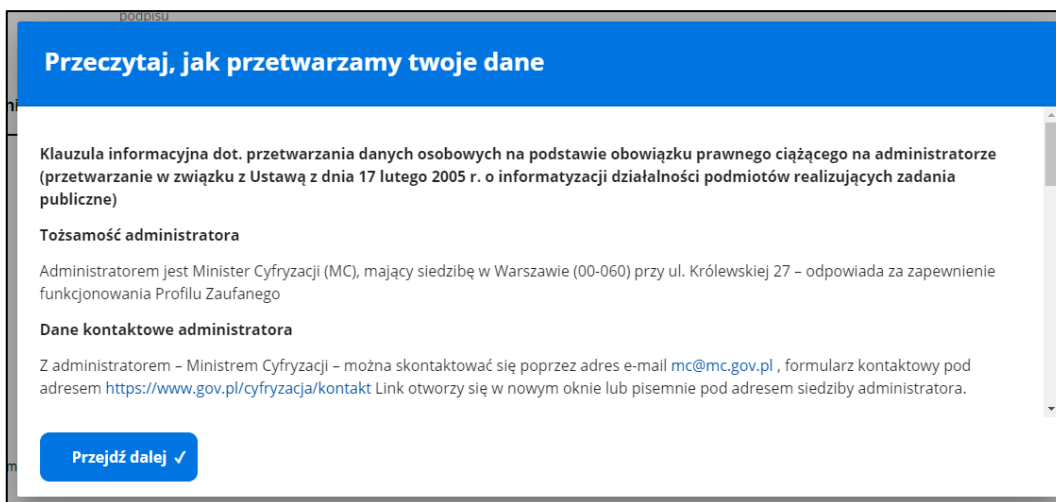 podpisu
Przeczytaj, jak przetwarzamy twoje dane
Klauzula informacyjna dot. przetwarzania danych osobowych na podstawie obowiązku prawnego ciążącego na administratorze
(przetwarzanie w związku z Ustawą z dnia 17 lutego 2005 r. o informatyzacji działalności podmiotów realizujących zadania
publiczne)
Tożsamość administratora
Administratorem jest Minister Cyfryzacji (MC), mający siedzibę w Warszawie (00-060) przy ul. Królewskiej 27 – odpowiada za zapewnienie
funkcjonowania Profilu Zaufanego
Dane kontaktowe administratora
Z administratorem – Ministrem Cyfryzacji – można skontaktować się poprzez adres e-mail mc@mc.gov.pl , formularz kontaktowy pod
adresem https://www.gov.pl/cyfryzacja/kontakt Link otworzy się w nowym oknie lub pisemnie pod adresem siedziby administratora.
Przejdź dalej